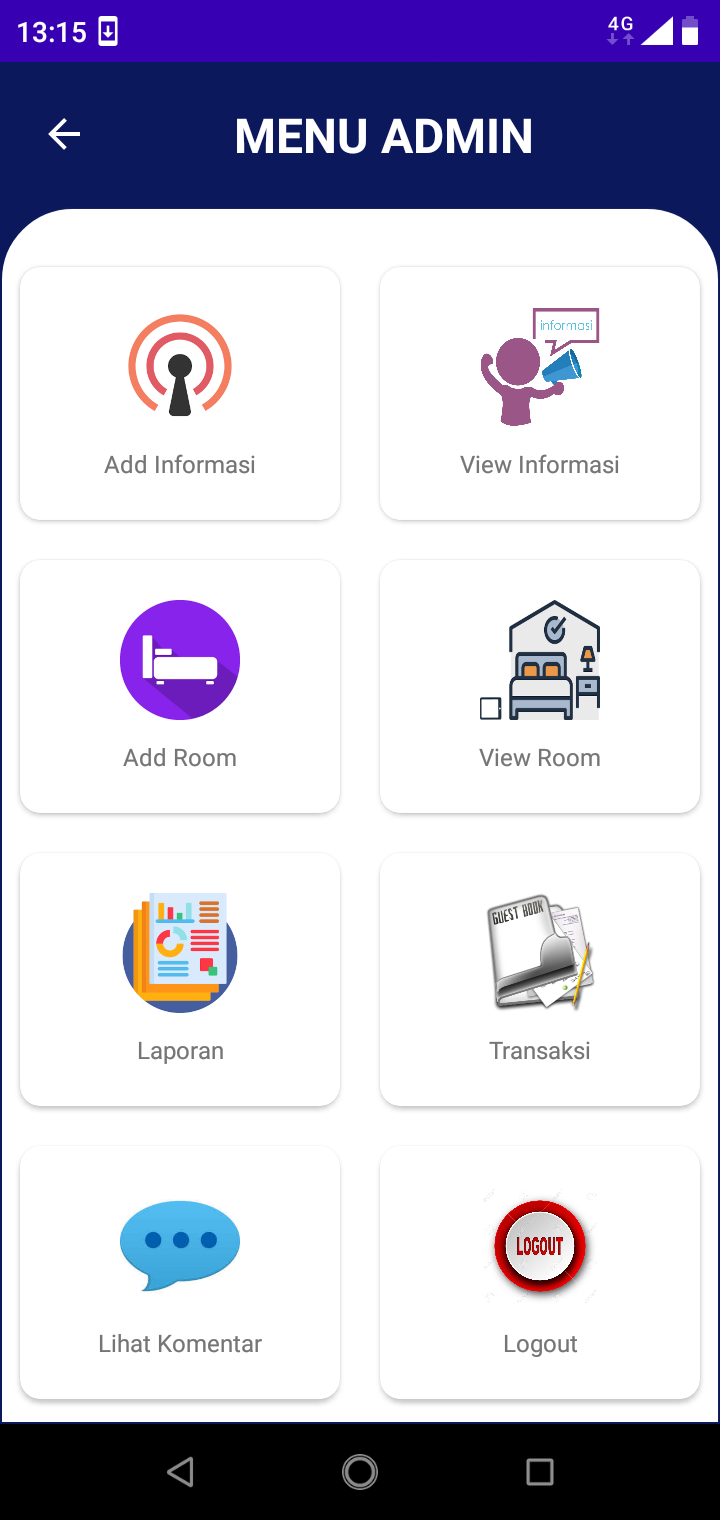 13:15
4G
MENU ADMIN
informasi
Add Informasi
View Informasi
Add Room
View Room
GUEST BOOK
Laporan
Transaksi
LOGOUT
Lihat Komentar
Logout